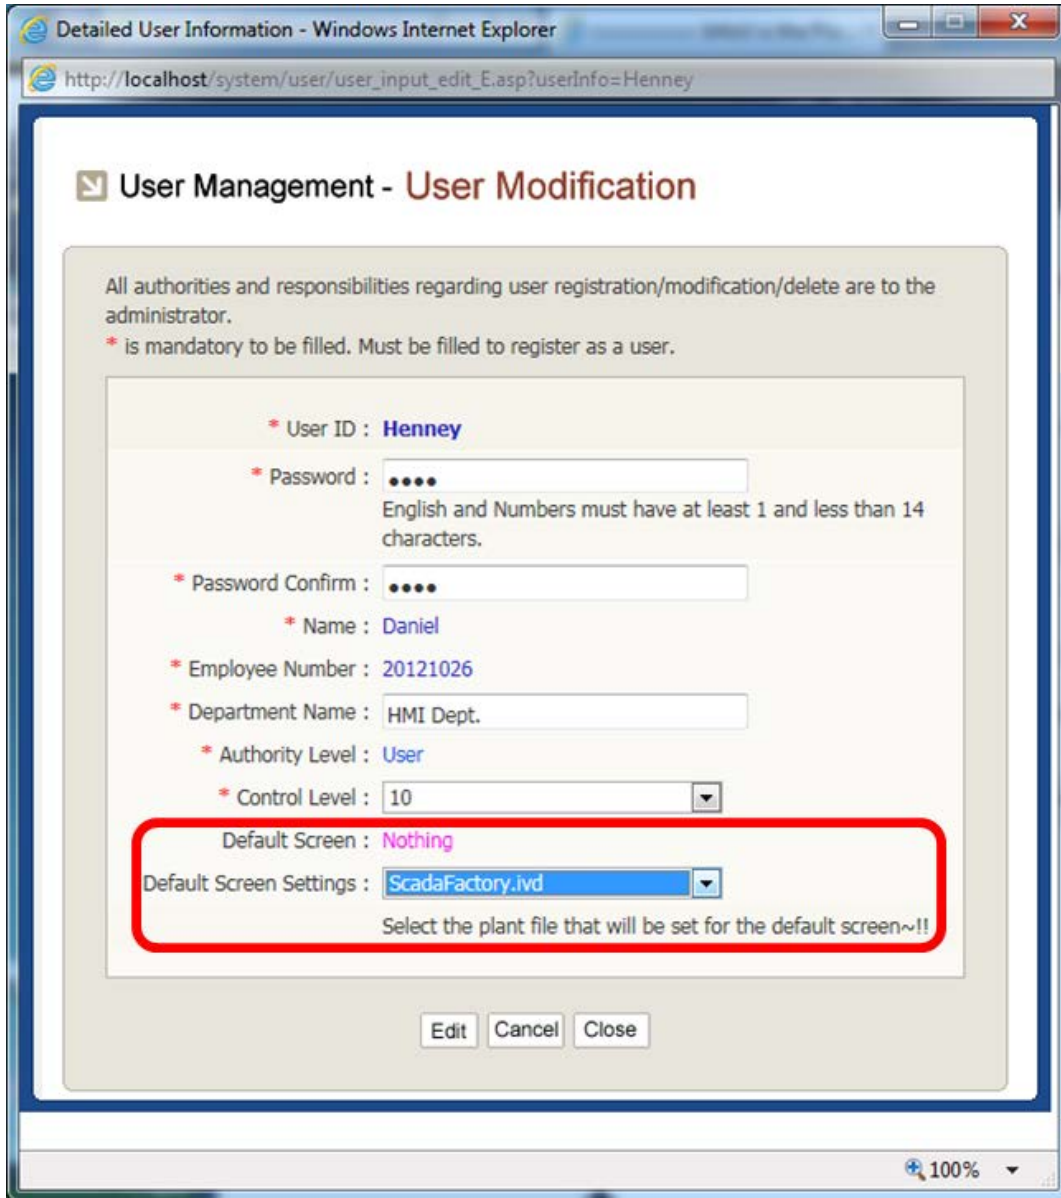 Detailed User Information - Windows Internet Explorer
http://localhost/system/user/user_input_edit_E.asp?userInfo=Henney
User Management - User Modification
All authorities and responsibilities regarding user registration/modification/delete are to the
administrator.
* is mandatory to be filled. Must be filled to register as a user.
* User ID : Henney
* Password : ●●●●
English and Numbers must have at least 1 and less than 14
characters.
* Password Confirm : ●●●●
* Name : Daniel
* Employee Number : 20121026
* Department Name : HMI Dept.
* Authority Level : User
* Control Level : 10
Default Screen : Nothing
Default Screen Settings : ScadaFactory.ivd
Select the plant file that will be set for the default screen~!!
Edit Cancel Close
100%